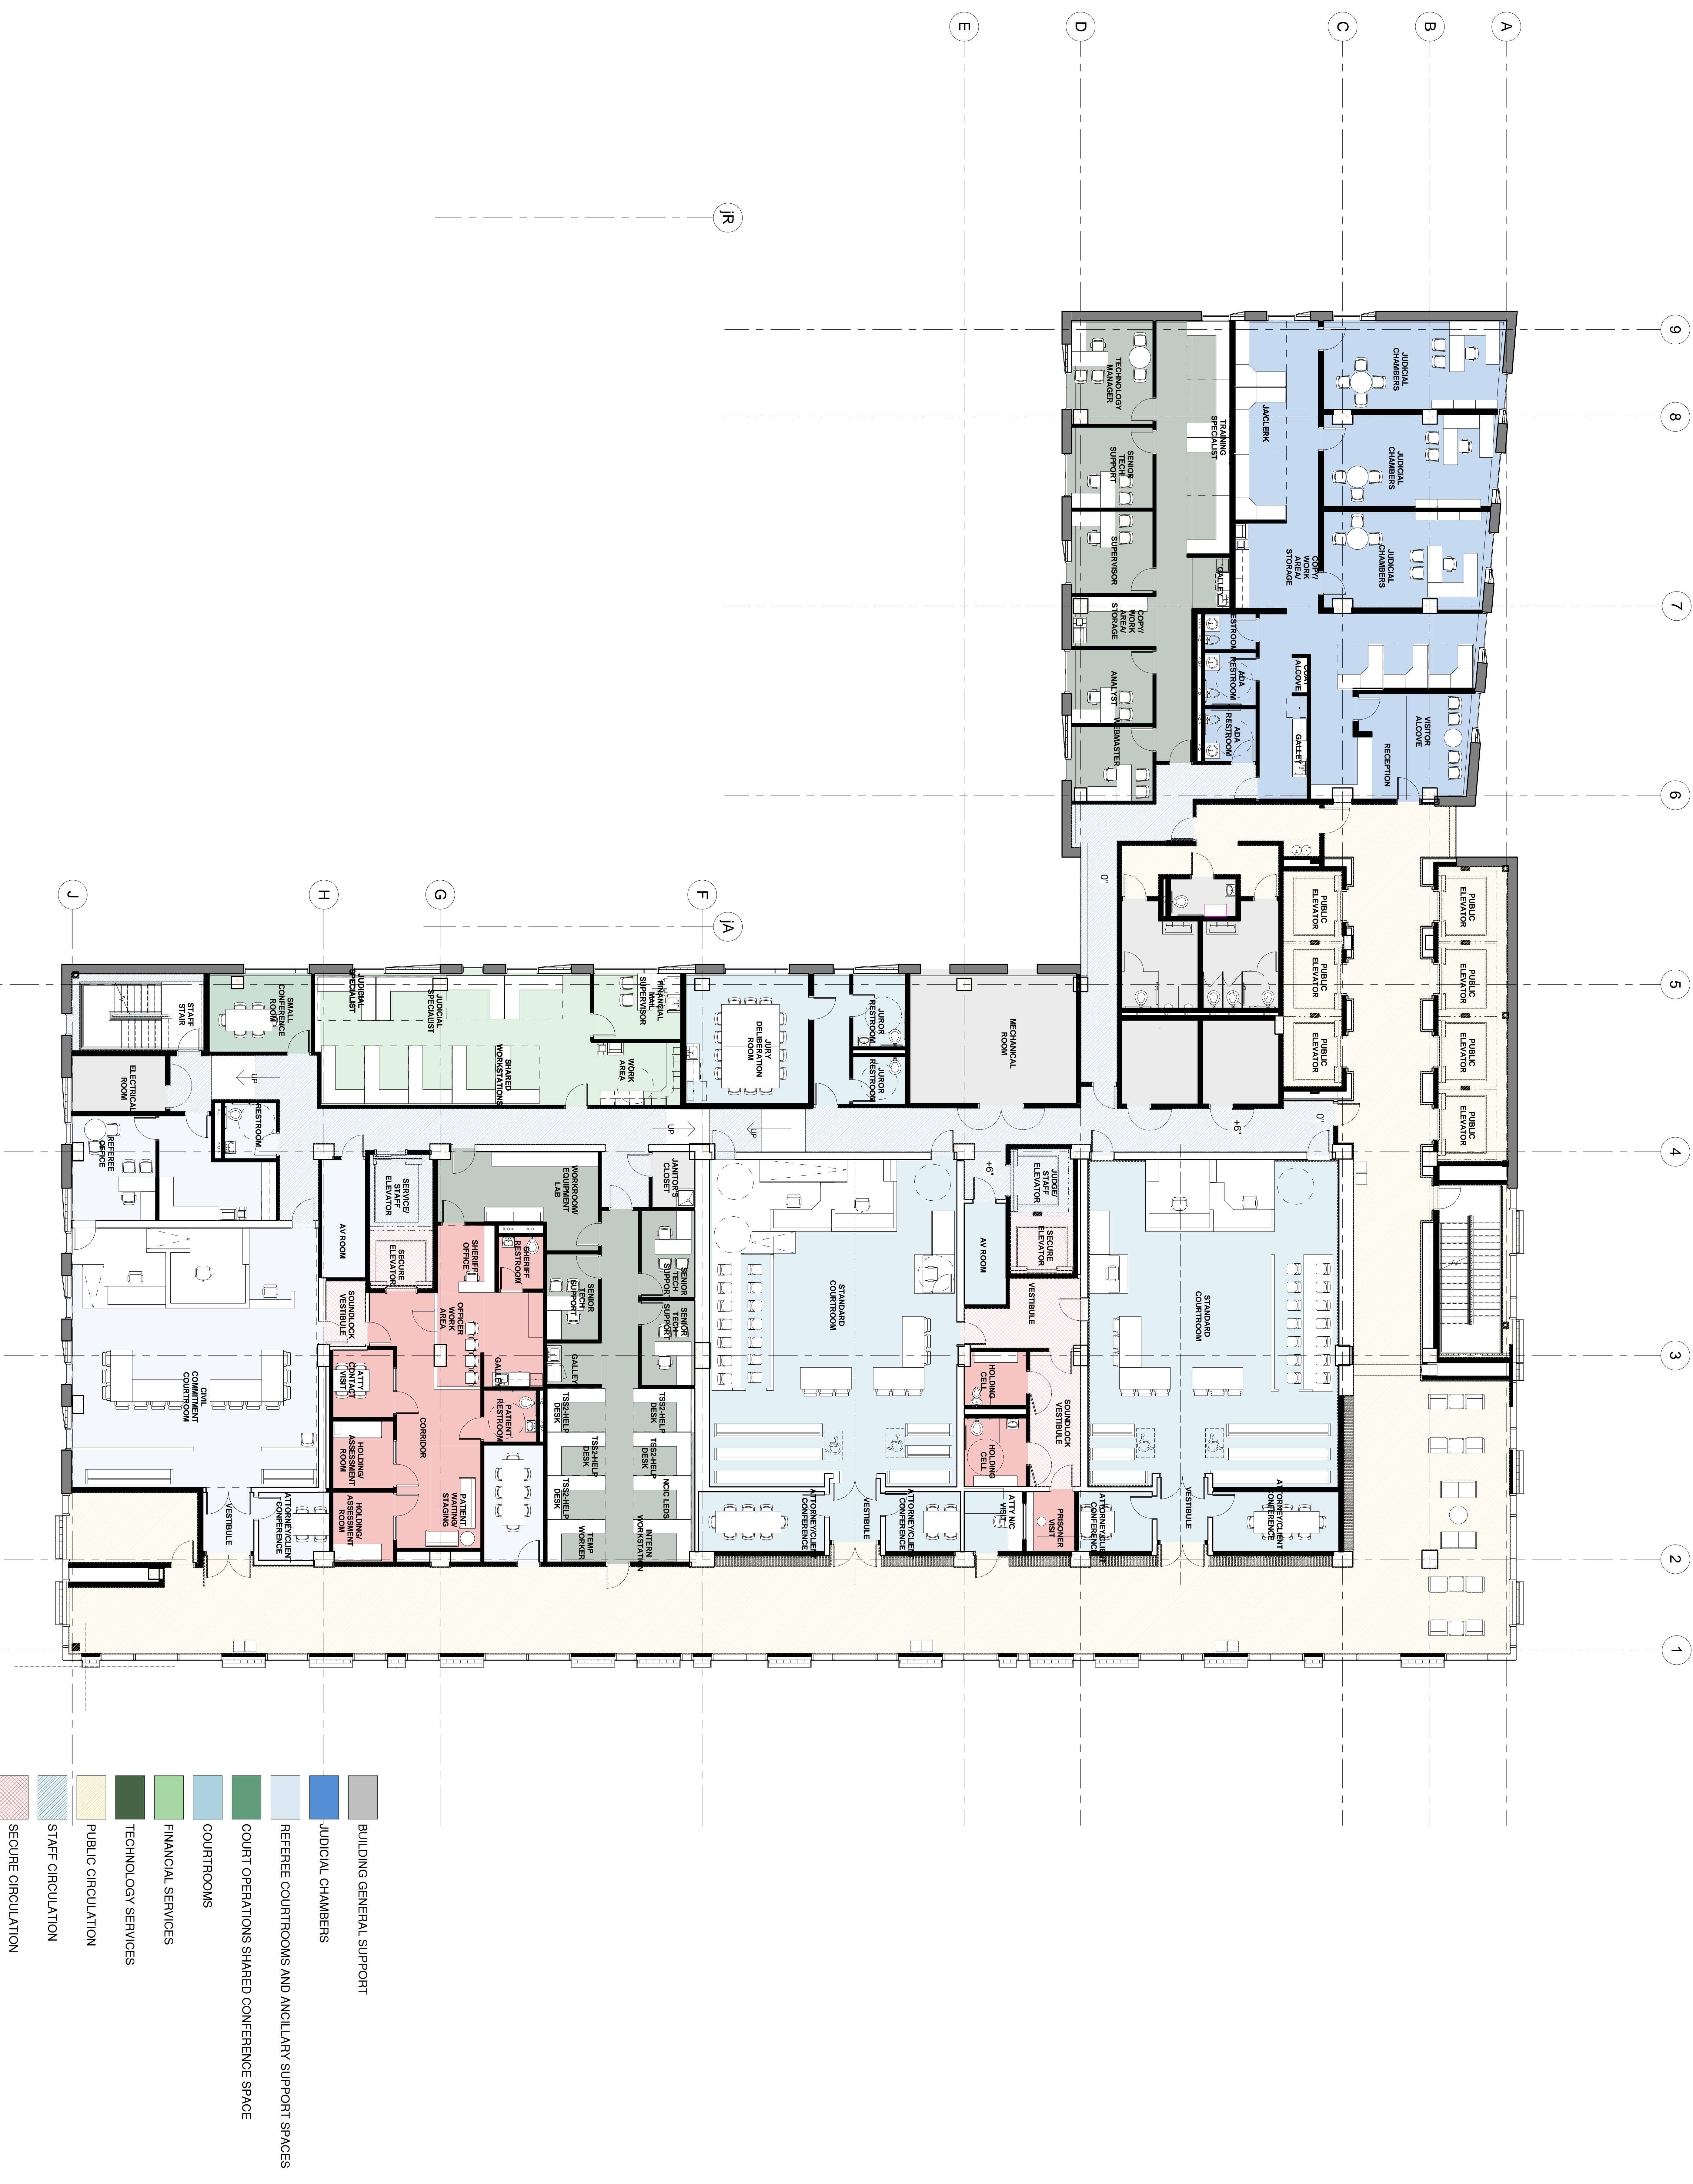 A
B
C
D
E
jR
9
8
7
6
5
4
3
2
1
J
H
G
F
jA
JUDICIAL
CHAMBERS
JUDICIAL
CHAMBERS
JUDICIAL
CHAMBERS
JA/CLERK
COPY/
WORK
AREA/
STORAGE
TRAINING
SPECIALIST
TECHNOLOGY
MANAGER
SENIOR
TECH
SUPPORT
SUPERVISOR
GALLEY
COPY/
WORK
AREA/
STORAGE
ANALYST
WEBMASTER
RESTROOM
ADA
RESTROOM
ADA
RESTROOM
ALCOVE
GALLEY
VISITOR
ALCOVE
RECEPTION
PUBLIC
ELEVATOR
PUBLIC
ELEVATOR
PUBLIC
ELEVATOR
PUBLIC
ELEVATOR
PUBLIC
ELEVATOR
PUBLIC
ELEVATOR
PUBLIC
ELEVATOR
0"
0"
+6"
+6"
MECHANICAL
ROOM
JUROR
RESTROOM
JUROR
RESTROOM
JURY
DELIBERATION
ROOM
FINANCIAL
SUPERVISOR
MAIL
WORK
AREA
SHARED
WORKSTATIONS
JUDICIAL
SPECIALIST
JUDICIAL
SPECIALIST
SMALL
CONFERENCE
ROOM
STAFF
STAIR
ELECTRICAL
ROOM
UP
UP
UP
RESTROOM
REFEREE
OFFICE
JUDGE/
STAFF
ELEVATOR
SECURE
ELEVATOR
AV ROOM
VESTIBULE
STANDARD
COURTROOM
STANDARD
COURTROOM
HOLDING
CELL
HOLDING
CELL
SOUNDLOCK
VESTIBULE
PRISONER
VISIT
ATTY N/C
VISIT
ATTORNEY/CLIENT
CONFERENCE
VESTIBULE
ATTORNEY/CLIENT
CONFERENCE
ATTORNEY/CLIENT
CONFERENCE
VESTIBULE
ATTORNEY/CLIENT
CONFERENCE
JANITOR'S
CLOSET
WORKROOM/
EQUIPMENT
LAB
SENIOR
TECH
SUPPORT
SENIOR
TECH
SUPPORT
SENIOR
TECH
SUPPORT
GALLEY
TSS2-HELP
DESK
TSS2-HELP
DESK
TSS2-HELP
DESK
TSS2-HELP
DESK
TSS2-HELP
DESK
NC/C LEDS
INTERN
WORKSTATION
TEMP
WORKER
SERVICE/
STAFF
ELEVATOR
SECURE
ELEVATOR
AV ROOM
SHERIFF
OFFICE
SHERIFF
RESTROOM
OFFICER
WORK
AREA
GALLEY
PATIENT
RESTROOM
SOUNDLOCK
VESTIBULE
ATTY
CONTACT
VISIT
CORRIDOR
HOLDING/
ASSESSMENT
ROOM
HOLDING/
ASSESSMENT
ROOM
PATIENT
WAITING/
STAGING
CIVIL
COMMITMENT
COURTROOM
VESTIBULE
ATTORNEY/CLIENT
CONFERENCE
BUILDING GENERAL SUPPORT
JUDICIAL CHAMBERS
REFEREE COURTROOMS AND ANCILLARY SUPPORT SPACES
COURT OPERATIONS SHARED CONFERENCE SPACE
COURTROOMS
FINANCIAL SERVICES
TECHNOLOGY SERVICES
PUBLIC CIRCULATION
STAFF CIRCULATION
SECURE CIRCULATION